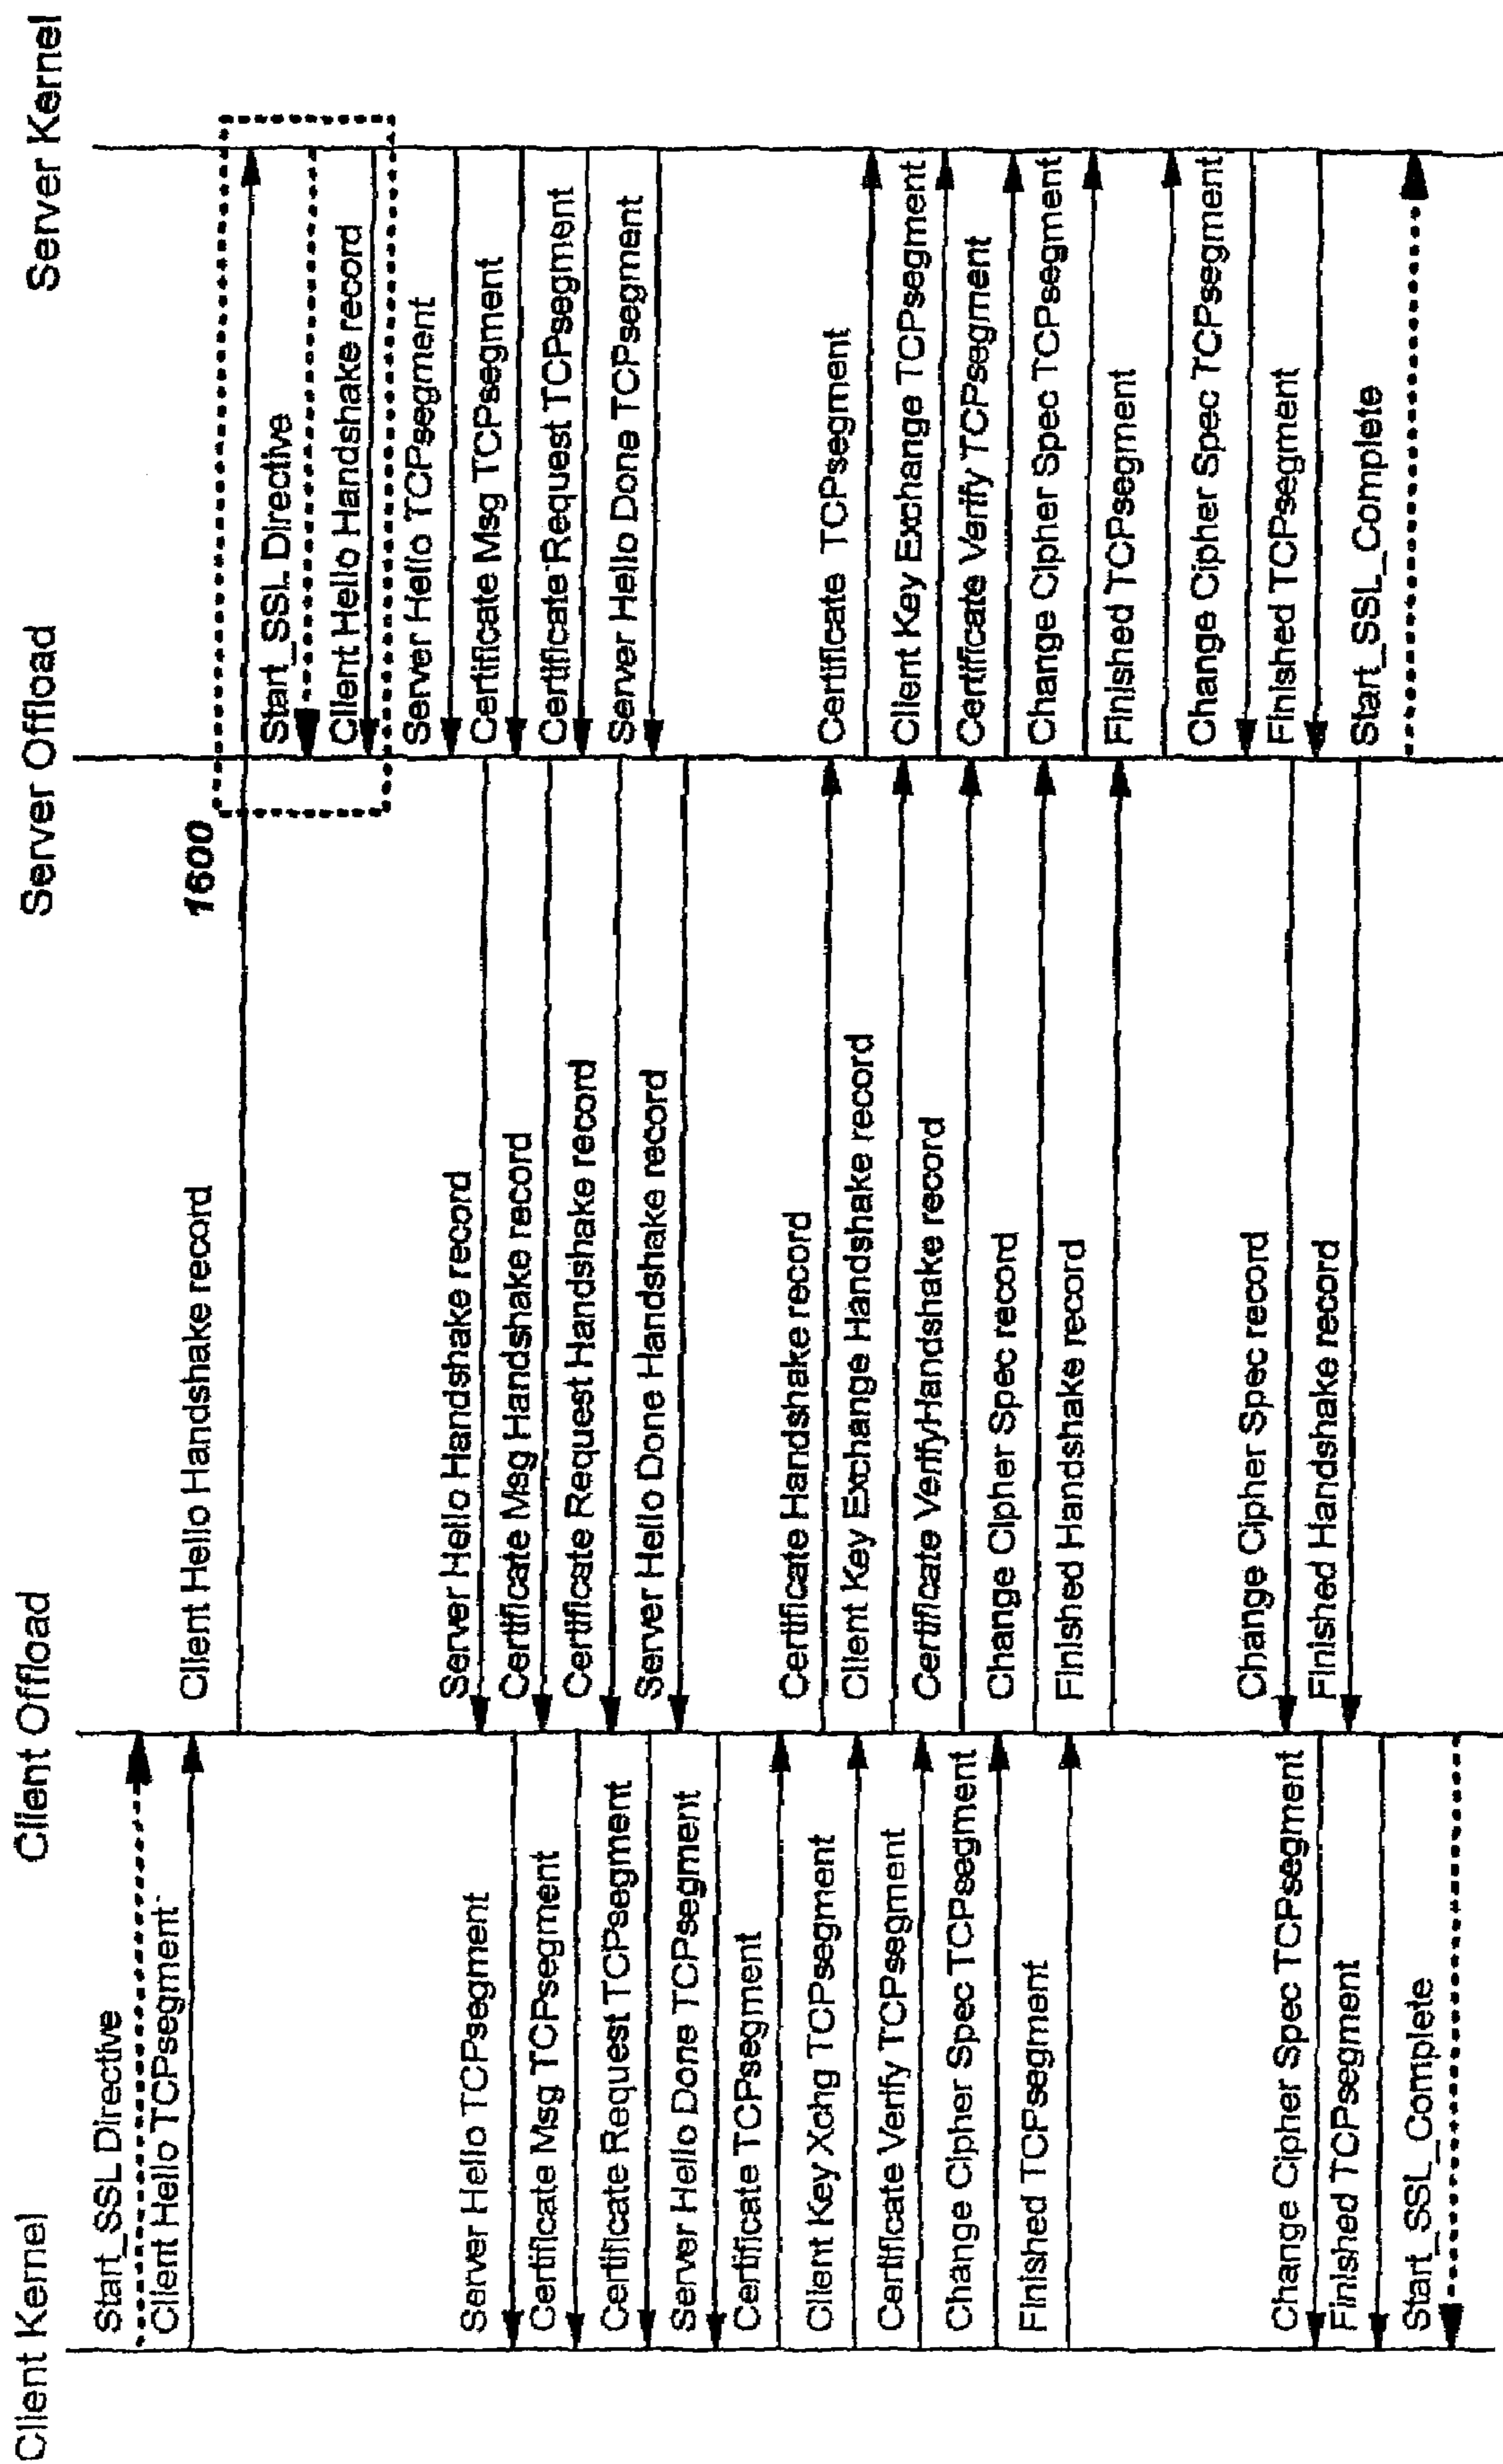 Client Kernel
Client Offload
Server Offload
Server Kernel
Start_SSL Directive
Client Hello TCPsegment
Client Hello Handshake record
1600
Start_SSL Directive
Client Hello Handshake record
Server Hello TCPsegment
Certificate Msg TCPsegment
Certificate Request TCPsegment
Server Hello Done TCPsegment
Server Hello Handshake record
Certificate Msg Handshake record
Certificate Request Handshake record
Server Hello Done Handshake record
Server Hello TCPsegment
Certificate Msg TCPsegment
Certificate Request TCPsegment
Server Hello Done TCPsegment
Certificate TCPsegment
Client Key Xchg TCPsegment
Certificate Verify TCPsegment
Change Cipher Spec TCPsegment
Finished TCPsegment
Certificate Handshake record
Client Key Exchange Handshake record
Certificate VerifyHandshake record
Change Cipher Spec record
Finished Handshake record
Certificate TCPsegment
Client Key Exchange TCPsegment
Certificate Verify TCPsegment
Change Cipher Spec TCPsegment
Finished TCPsegment
Change Cipher Spec TCPsegment
Finished TCPsegment
Start_SSL_Complete
Change Cipher Spec record
Finished Handshake record
Change Cipher Spec TCPsegment
Finished TCPsegment
Start_SSL_Complete